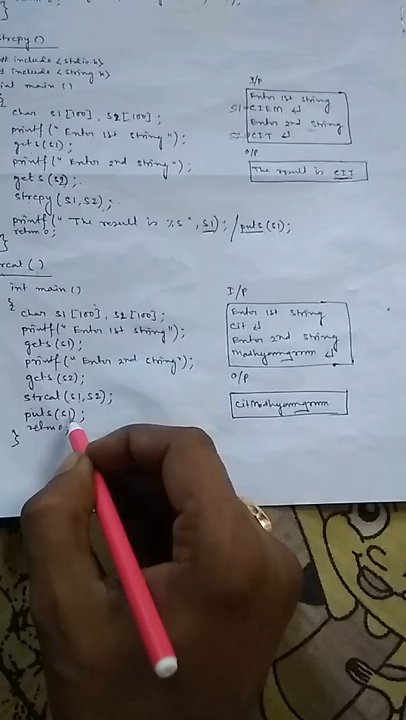 }
strcpy()
# include <stdio.h>
# include <string.h>
int main()
{
char s1[100], s2[100];
printf("Enter 1st string");
gets(s1);
printf("Enter 2nd string");
gets(s2);
strcpy(s1,s2);
printf("The result is %s", s1); / puts(s1);
return 0;
}
I/P
Enter 1st string
S1-CIEM ↲
Enter 2nd string
S2-CIT ↲
O/P
The result is CIT
rcat()
int main()
{
char s1[100], s2[100];
printf("Enter 1st string");
gets(s1);
printf("Enter 2nd string");
gets(s2);
strcat(s1,s2);
puts(s1);
}
I/P
Enter 1st string
Cit ↲
Enter 2nd string
O/P